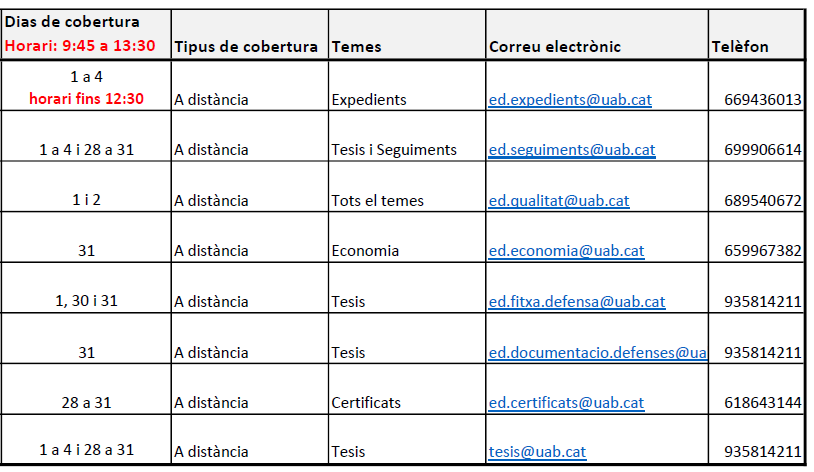 Dias de cobertura
Horari: 9:45 a 13:30 Tipus de cobertura Temes Correu electrònic Telèfon
1 a 4
horari fins 12:30 A distància Expedients ed.expedients@uab.cat 669436013
1 a 4 i 28 a 31 A distància Tesis i Seguiments ed.seguiments@uab.cat 699906614
1 i 2 A distància Tots el temes ed.qualitat@uab.cat 689540672
31 A distància Economia ed.economia@uab.cat 659967382
1, 30 i 31 A distància Tesis ed.fitxa.defensa@uab.cat 935814211
31 A distància Tesis ed.documentacio.defenses@ua 935814211
28 a 31 A distància Certificats ed.certificats@uab.cat 618643144
1 a 4 i 28 a 31 A distància Tesis tesis@uab.cat 935814211